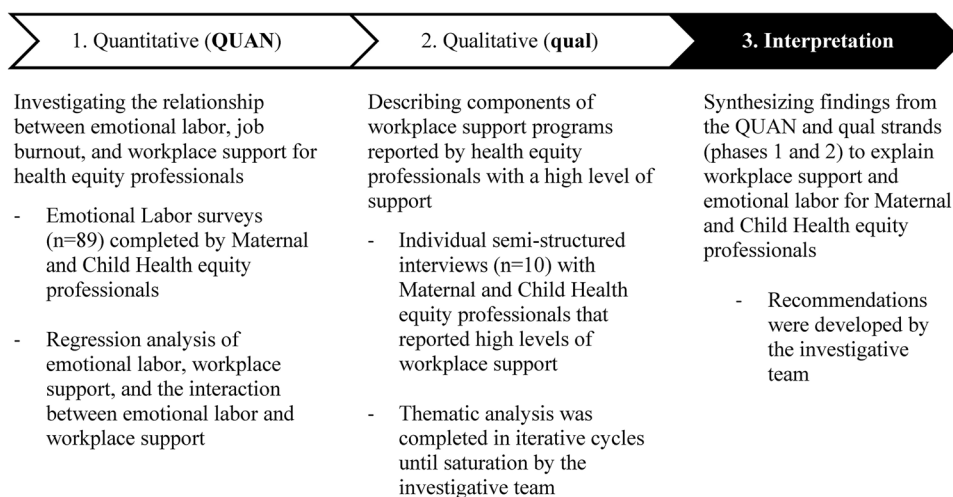 1. Quantitative (QUAN)
2. Qualitative (qual)
3. Interpretation
Investigating the relationship
between emotional labor, job
burnout, and workplace support for
health equity professionals
- Emotional Labor surveys
(n=89) completed by Maternal
and Child Health equity
professionals
- Regression analysis of
emotional labor, workplace
support, and the interaction
between emotional labor and
workplace support
Describing components of
workplace support programs
reported by health equity
professionals with a high level of
support
- Individual semi-structured
interviews (n=10) with
Maternal and Child Health
equity professionals that
reported high levels of
workplace support
- Thematic analysis was
completed in iterative cycles
until saturation by the
investigative team
Synthesizing findings from
the QUAN and qual strands
(phases 1 and 2) to explain
workplace support and
emotional labor for Maternal
and Child Health equity
professionals
- Recommendations
were developed by
the investigative
team